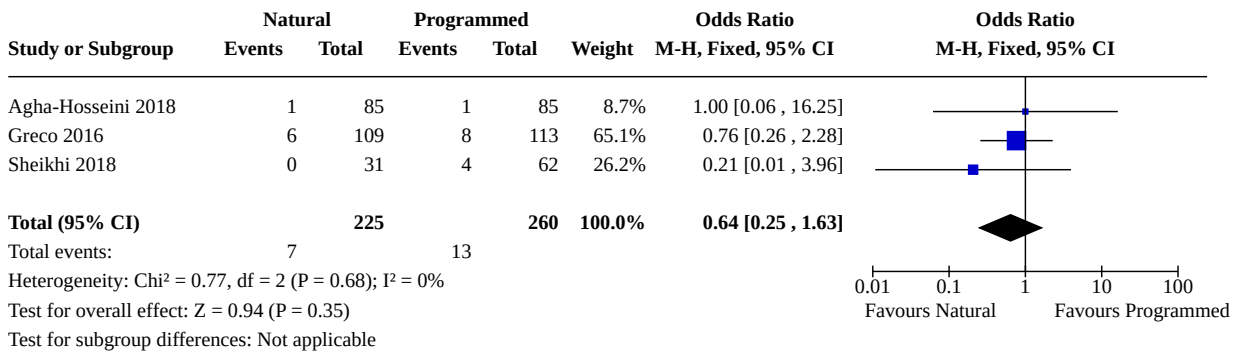 Natural Programmed Odds Ratio Odds Ratio
Study or Subgroup Events Total Events Total Weight M-H, Fixed, 95% CI M-H, Fixed, 95% CI
Agha-Hosseini 2018 1 85 1 85 8.7% 1.00 [0.06 , 16.25]
Greco 2016 6 109 8 113 65.1% 0.76 [0.26 , 2.28]
Sheikhi 2018 0 31 4 62 26.2% 0.21 [0.01 , 3.96]
Total (95% CI) 225 260 100.0% 0.64 [0.25 , 1.63]
Total events: 7 13
Heterogeneity: Chi² = 0.77, df = 2 (P = 0.68); I² = 0%
0.01 0.1 1 10 100
Test for overall effect: Z = 0.94 (P = 0.35) Favours Natural Favours Programmed
Test for subgroup differences: Not applicable